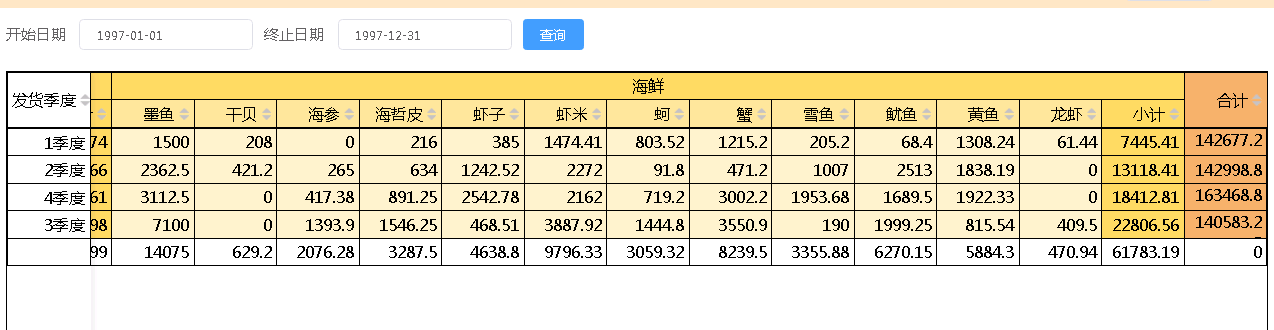 开始日期 1997-01-01 终止日期 1997-12-31 查询
发货季度 海鲜 合计
墨鱼 干贝 海参 海哲皮 虾子 虾米 蚵 蟹 雪鱼 鱿鱼 黄鱼 龙虾 小计
1季度 74 1500 208 0 216 385 1474.41 803.52 1215.2 205.2 68.4 1308.24 61.44 7445.41 142677.2
2季度 66 2362.5 421.2 265 634 1242.52 2272 91.8 471.2 1007 2513 1838.19 0 13118.41 142998.8
4季度 61 3112.5 0 417.38 891.25 2542.78 2162 719.2 3002.2 1953.68 1689.5 1922.33 0 18412.81 163468.8
3季度 98 7100 0 1393.9 1546.25 468.51 3887.92 1444.8 3550.9 190 1999.25 815.54 409.5 22806.56 140583.2
99 14075 629.2 2076.28 3287.5 4638.8 9796.33 3059.32 8239.5 3355.88 6270.15 5884.3 470.94 61783.19 0